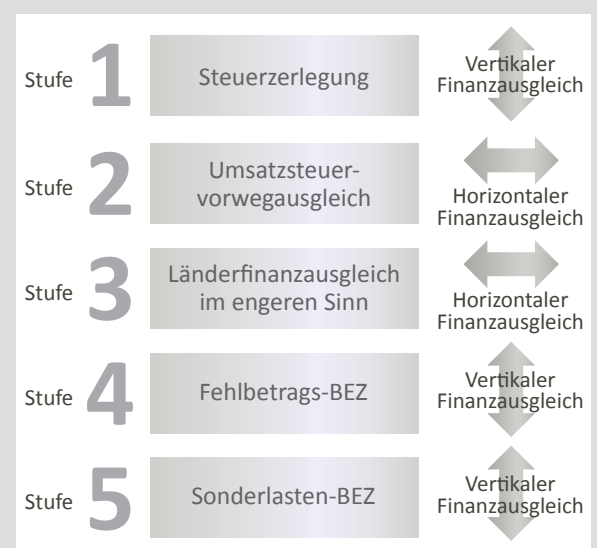 Stufe 1 Steuerzerlegung Vertikaler
Finanzausgleich
Stufe 2 Umsatzsteuer-
vorwegausgleich
Horizontaler
Finanzausgleich
Stufe 3 Länderfinanzausgleich
im engeren Sinn
Horizontaler
Finanzausgleich
Stufe 4 Fehlbetrags-BEZ Vertikaler
Finanzausgleich
Stufe 5 Sonderlasten-BEZ Vertikaler
Finanzausgleich